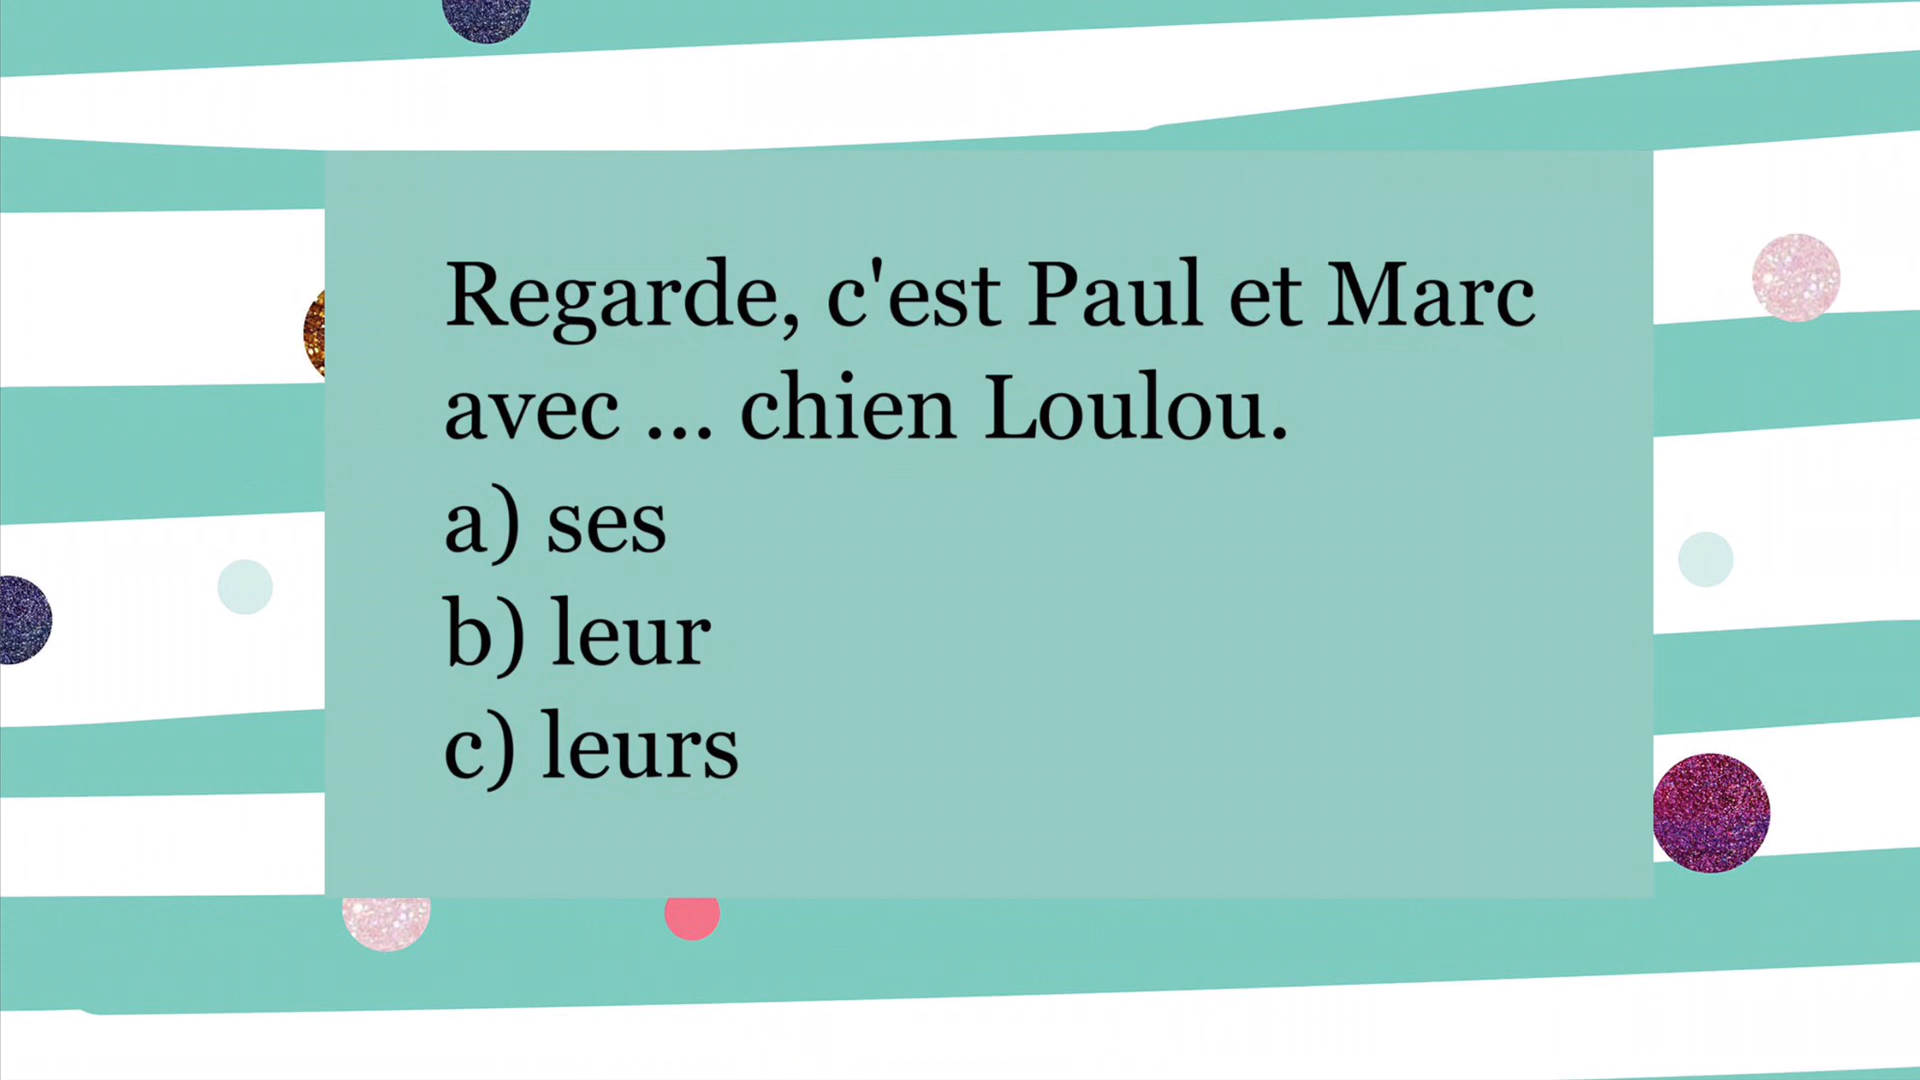 Regarde, c'est Paul et Marc
avec ... chien Loulou.
a) ses
b) leur
c) leurs